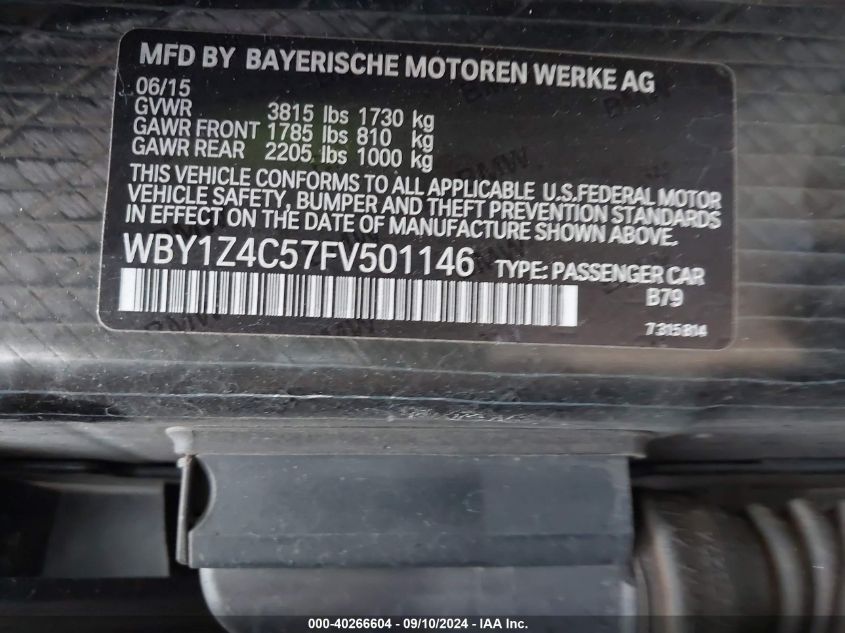 MFD BY BAYERISCHE MOTOREN WERKE AG
06/15
GVWR 3815 lbs 1730 kg
GAWR FRONT 1785 lbs 810 kg
GAWR REAR 2205 lbs 1000 kg
THIS VEHICLE CONFORMS TO ALL APPLICABLE U.S.FEDERAL MOTOR
VEHICLE SAFETY, BUMPER AND THEFT PREVENTION STANDARDS
IN EFFECT ON THE DATE OF MANUFACTURE SHOWN ABOVE.
WBY1Z4C57FV501146 TYPE: PASSENGER CAR
B79
7 315 814
000-40266604 - 09/10/2024 - IAA Inc.